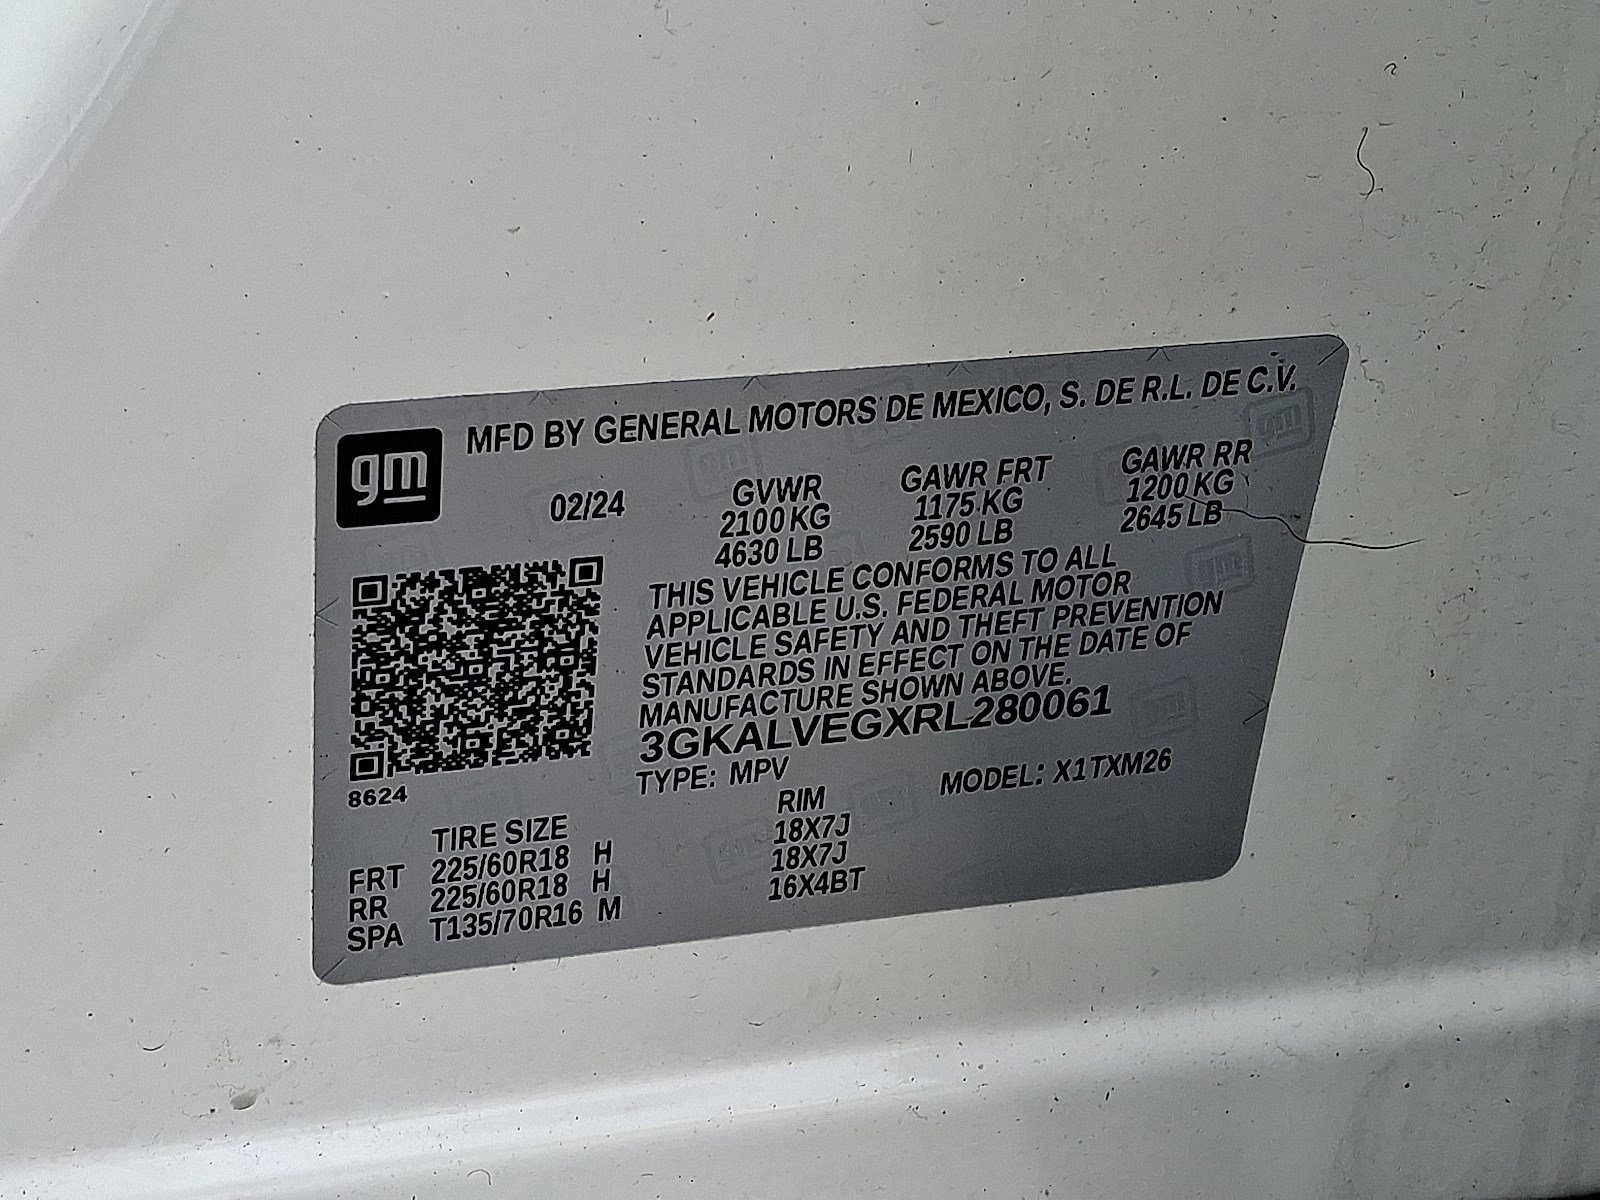 gm
MFD BY GENERAL MOTORS DE MEXICO, S. DE R.L. DE C.V.
02/24
GVWR GAWR FRT GAWR RR
2100 KG 1175 KG 1200 KG
4630 LB 2590 LB 2645 LB
THIS VEHICLE CONFORMS TO ALL
APPLICABLE U.S. FEDERAL MOTOR
VEHICLE SAFETY AND THEFT PREVENTION
STANDARDS IN EFFECT ON THE DATE OF
MANUFACTURE SHOWN ABOVE.
3GKALVEGXRL280061
TYPE: MPV MODEL: X1TXM26
8624
TIRE SIZE RIM
FRT 225/60R18 H 18X7J
RR 225/60R18 H 18X7J
SPA T135/70R16 M 16X4BT